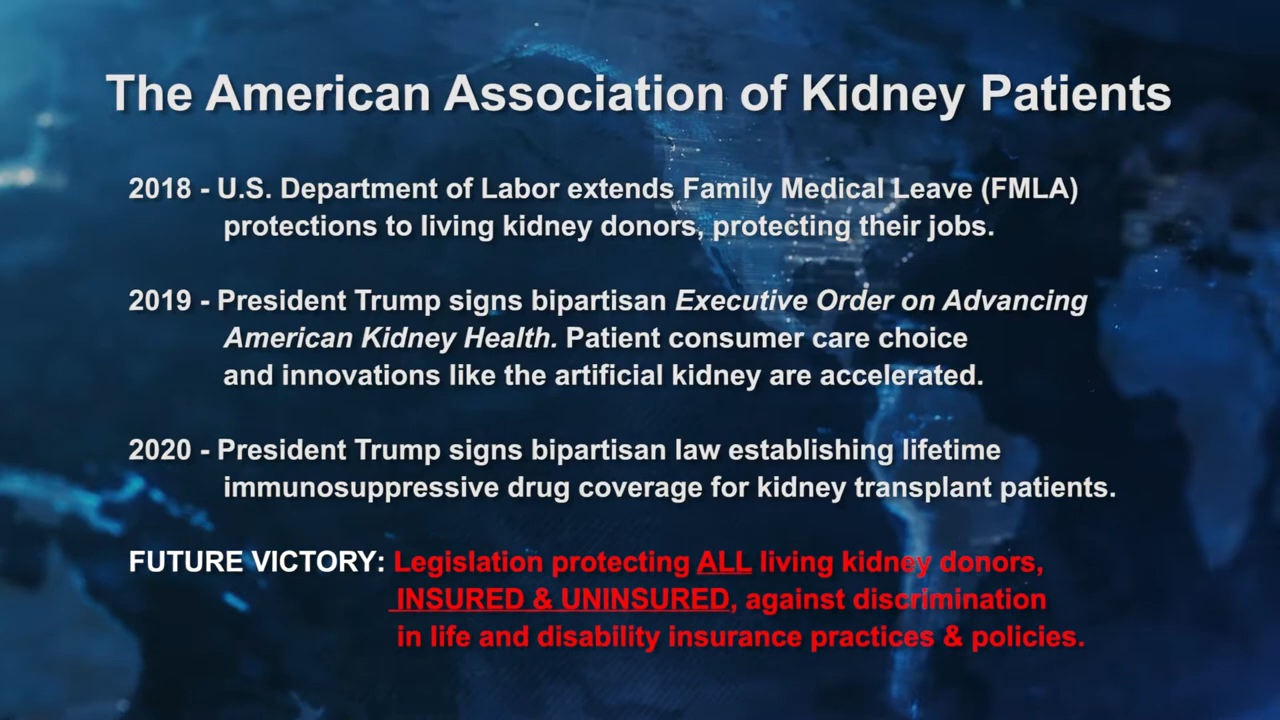 The American Association of Kidney Patients
2018 - U.S. Department of Labor extends Family Medical Leave (FMLA)
protections to living kidney donors, protecting their jobs.
2019 - President Trump signs bipartisan Executive Order on Advancing
American Kidney Health. Patient consumer care choice
and innovations like the artificial kidney are accelerated.
2020 - President Trump signs bipartisan law establishing lifetime
immunosuppressive drug coverage for kidney transplant patients.
FUTURE VICTORY: Legislation protecting ALL living kidney donors,
INSURED & UNINSURED, against discrimination
in life and disability insurance practices & policies.